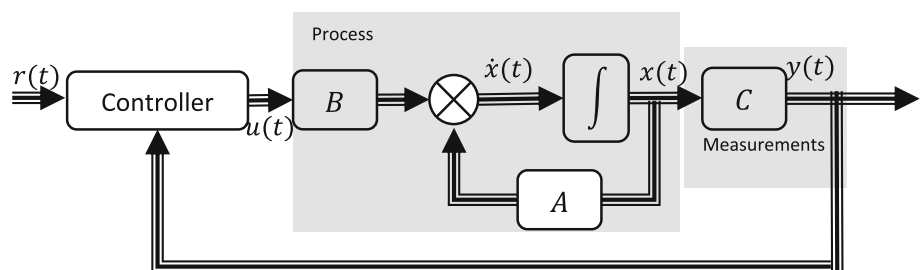 Process
r(t)
Controller
u(t)
B
ẋ(t)
∫
x(t)
C
y(t)
Measurements
A